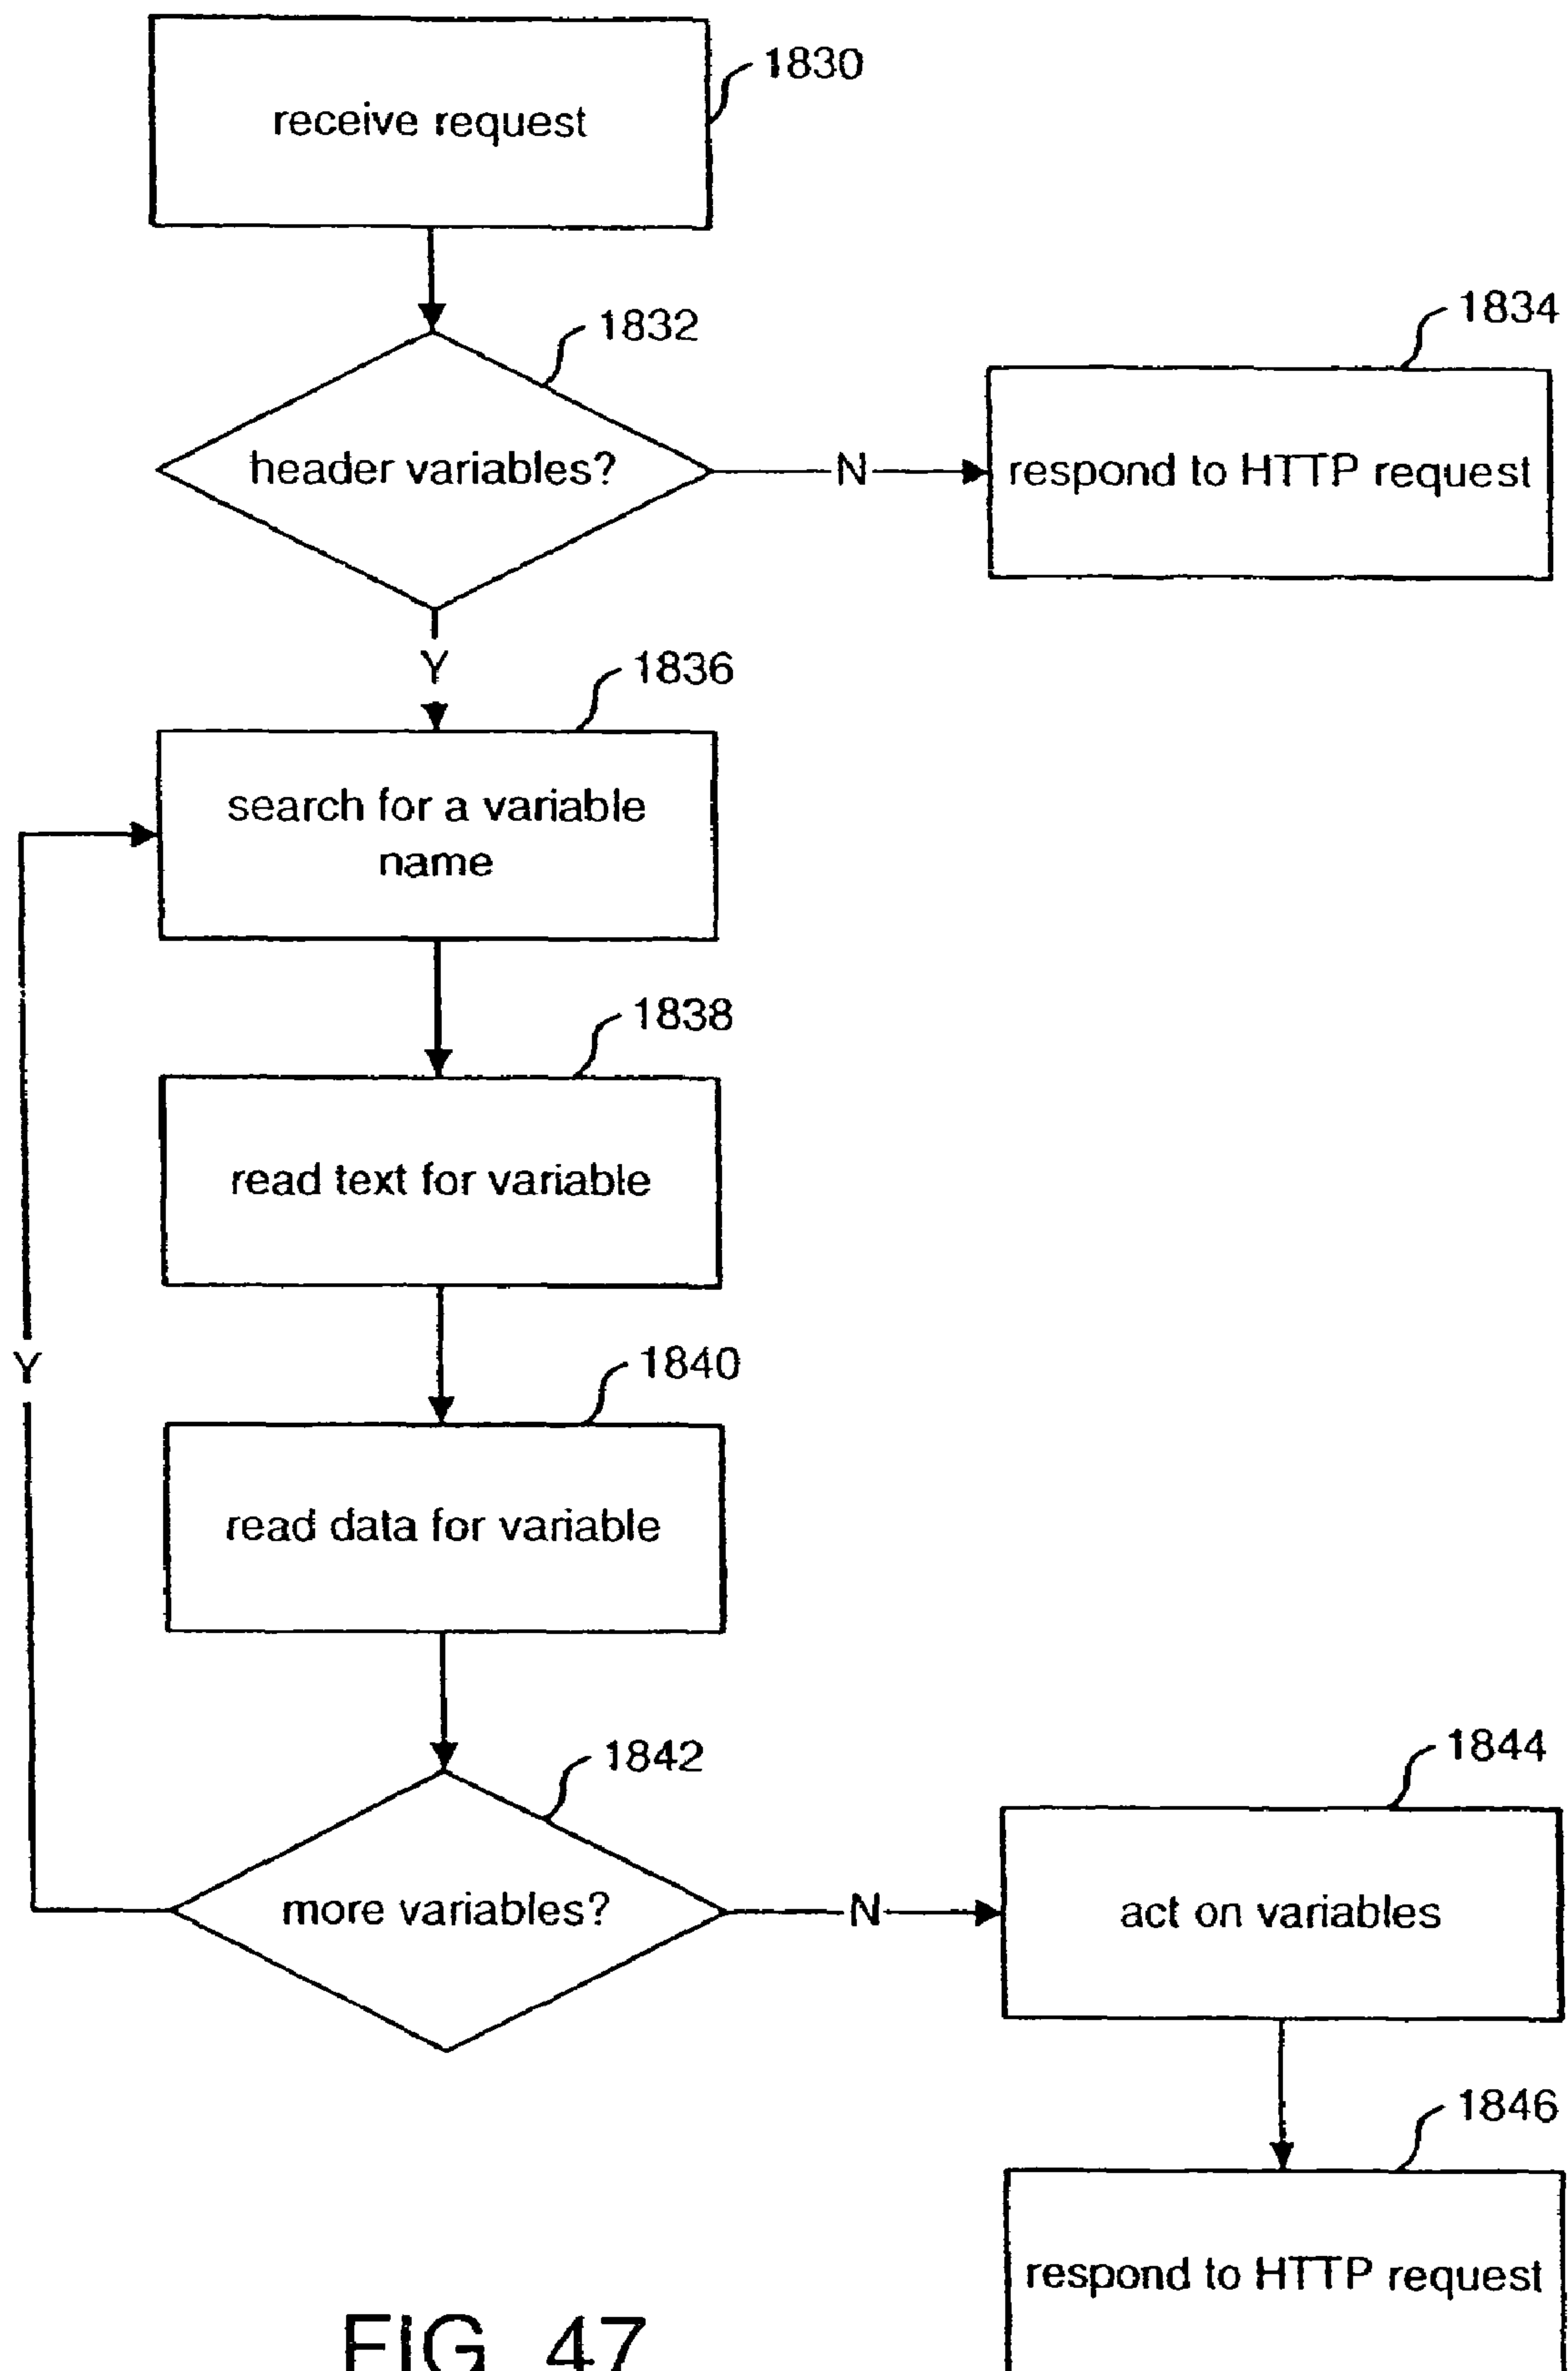 receive request
1830
1832
header variables?
N
1834
respond to HTTP request
Y
1836
search for a variable
name
1838
read text for variable
Y
1840
read data for variable
1842
more variables?
N
1844
act on variables
1846
respond to HTTP request
FIG. 47